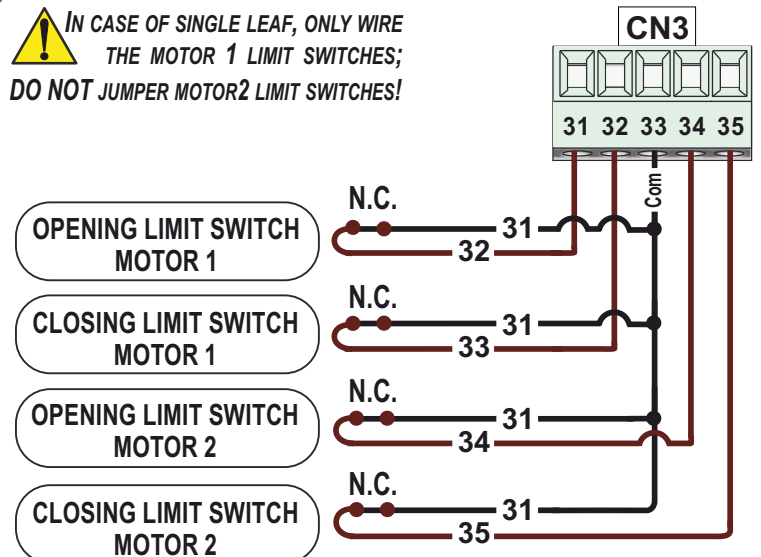 IN CASE OF SINGLE LEAF, ONLY WIRE
THE MOTOR 1 LIMIT SWITCHES;
DO NOT JUMPER MOTOR2 LIMIT SWITCHES!
CN3
31 32 33 34 35
Com
N.C.
OPENING LIMIT SWITCH
MOTOR 1
31
32
N.C.
CLOSING LIMIT SWITCH
MOTOR 1
31
33
N.C.
OPENING LIMIT SWITCH
MOTOR 2
31
34
N.C.
CLOSING LIMIT SWITCH
MOTOR 2
31
35